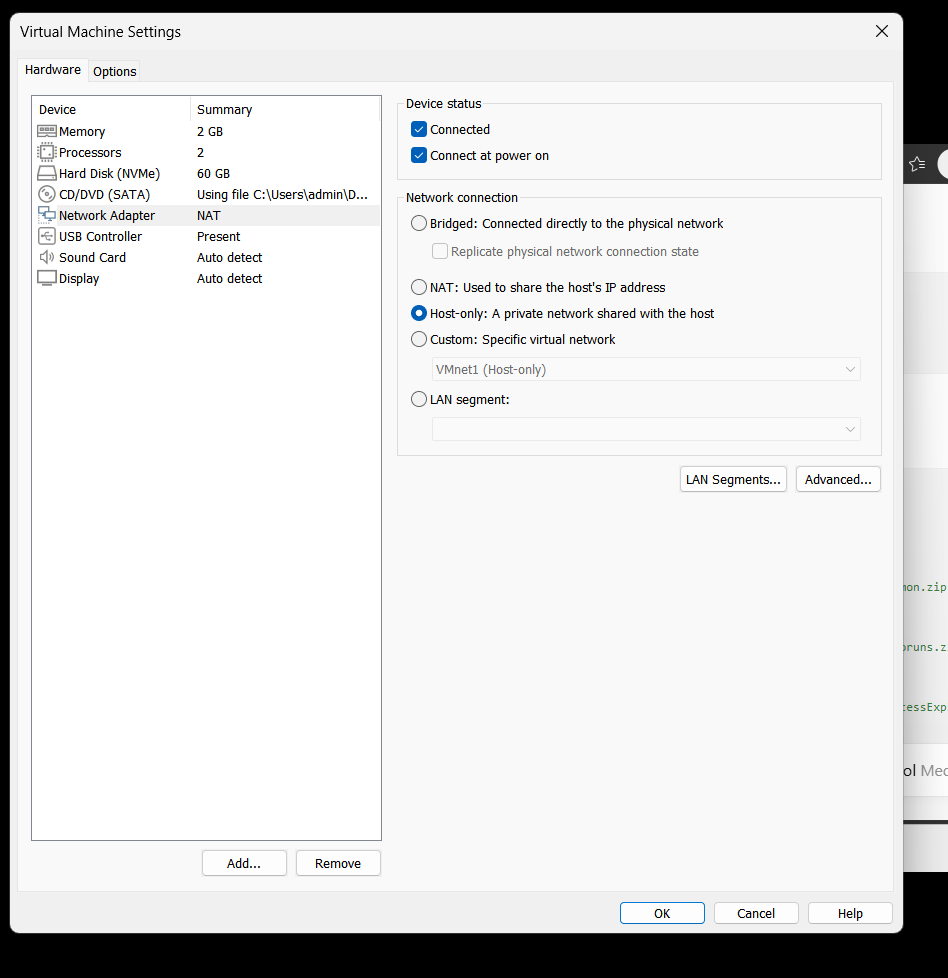 Virtual Machine Settings
Hardware Options
Device Summary
Memory 2 GB
Processors 2
Hard Disk (NVMe) 60 GB
CD/DVD (SATA) Using file C:\Users\admin\D...
Network Adapter NAT
USB Controller Present
Sound Card Auto detect
Display Auto detect
Add... Remove
Device status
Connected
Connect at power on
Network connection
Bridged: Connected directly to the physical network
Replicate physical network connection state
NAT: Used to share the host's IP address
Host-only: A private network shared with the host
Custom: Specific virtual network
VMnet1 (Host-only)
LAN segment:
LAN Segments... Advanced...
OK Cancel Help
mon.zip
oruns.z
cessExp
ol Med